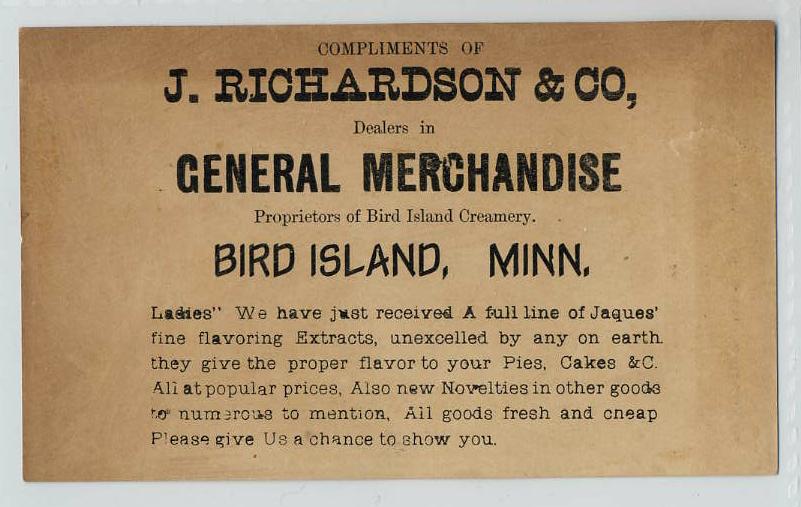 COMPLIMENTS OF
J. RICHARDSON & CO,
Dealers in
GENERAL MERCHANDISE
Proprietors of Bird Island Creamery.
BIRD ISLAND, MINN.
Ladies" We have just received A full line of Jaques'
fine flavoring Extracts, unexcelled by any on earth.
they give the proper flavor to your Pies, Cakes &C.
All at popular prices, Also new Novelties in other goods
to numerous to mention, All goods fresh and cheap
Please give Us a chance to show you.